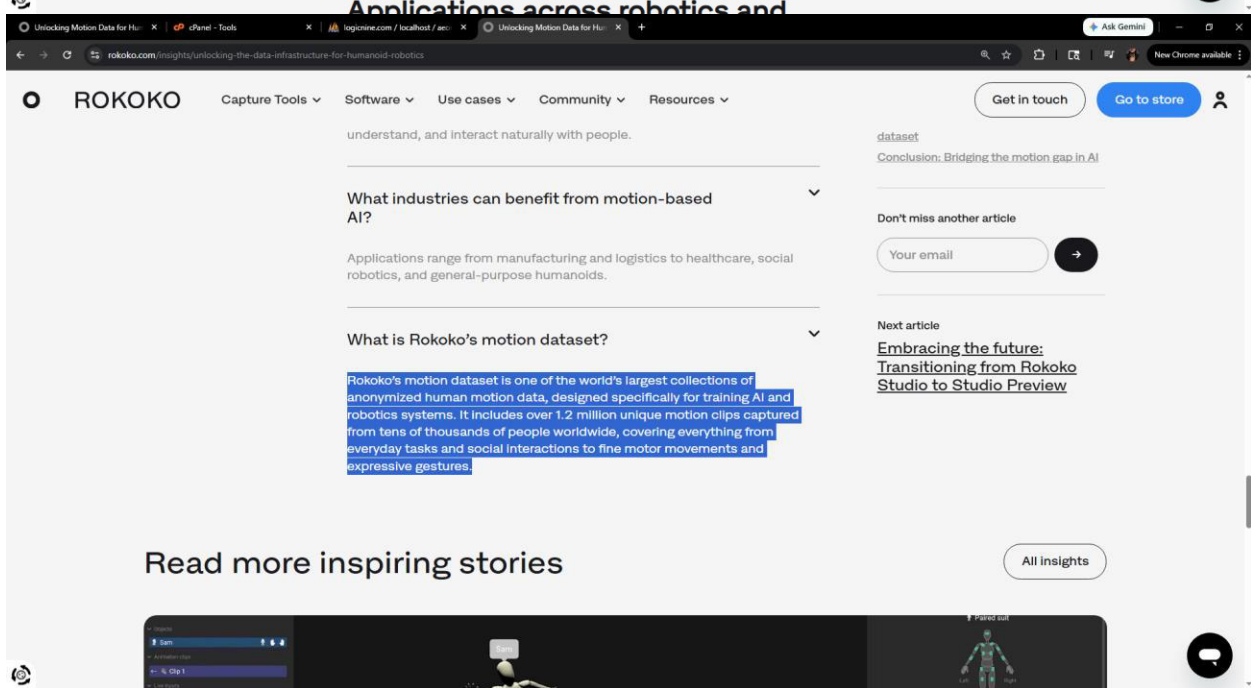 Applications across robotics and
Unlocking Motion Data for Hu
cPanel - Tools
logicnine.com / localhost / aec
Unlocking Motion Data for Hu
Ask Gemini
rokoko.com/insights/unlocking-the-data-infrastructure-for-humanoid-robotics
New Chrome available
ROKOKO
Capture Tools
Software
Use cases
Community
Resources
Get in touch
Go to store
understand, and interact naturally with people.
What industries can benefit from motion-based
AI?
Applications range from manufacturing and logistics to healthcare, social
robotics, and general-purpose humanoids.
What is Rokoko’s motion dataset?
Rokoko’s motion dataset is one of the world’s largest collections of
anonymized human motion data, designed specifically for training AI and
robotics systems. It includes over 1.2 million unique motion clips captured
from tens of thousands of people worldwide, covering everything from
everyday tasks and social interactions to fine motor movements and
expressive gestures.
dataset
Conclusion: Bridging the motion gap in AI
Don’t miss another article
Your email
Next article
Embracing the future:
Transitioning from Rokoko
Studio to Studio Preview
Read more inspiring stories
All insights
Objects
Sam
Animation clips
Clip 1
Live inputs
Sam
Paired suit
Left
Right